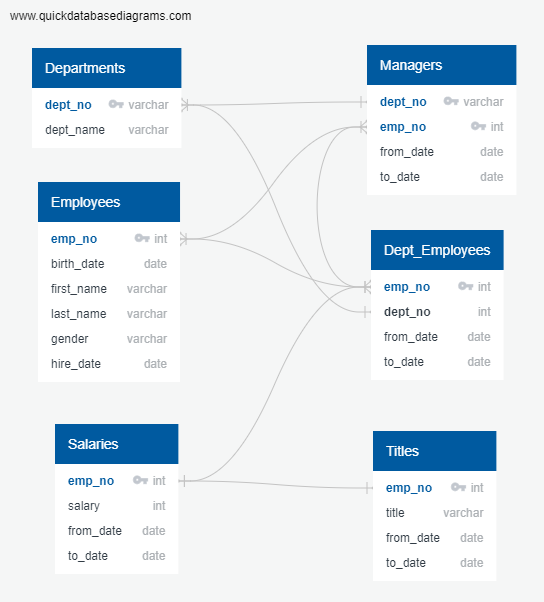 www.quickdatabasediagrams.com
Departments
dept_no varchar
dept_name varchar
Managers
dept_no varchar
emp_no int
from_date date
to_date date
Employees
emp_no int
birth_date date
first_name varchar
last_name varchar
gender varchar
hire_date date
Dept_Employees
emp_no int
dept_no int
from_date date
to_date date
Salaries
emp_no int
salary int
from_date date
to_date date
Titles
emp_no int
title varchar
from_date date
to_date date